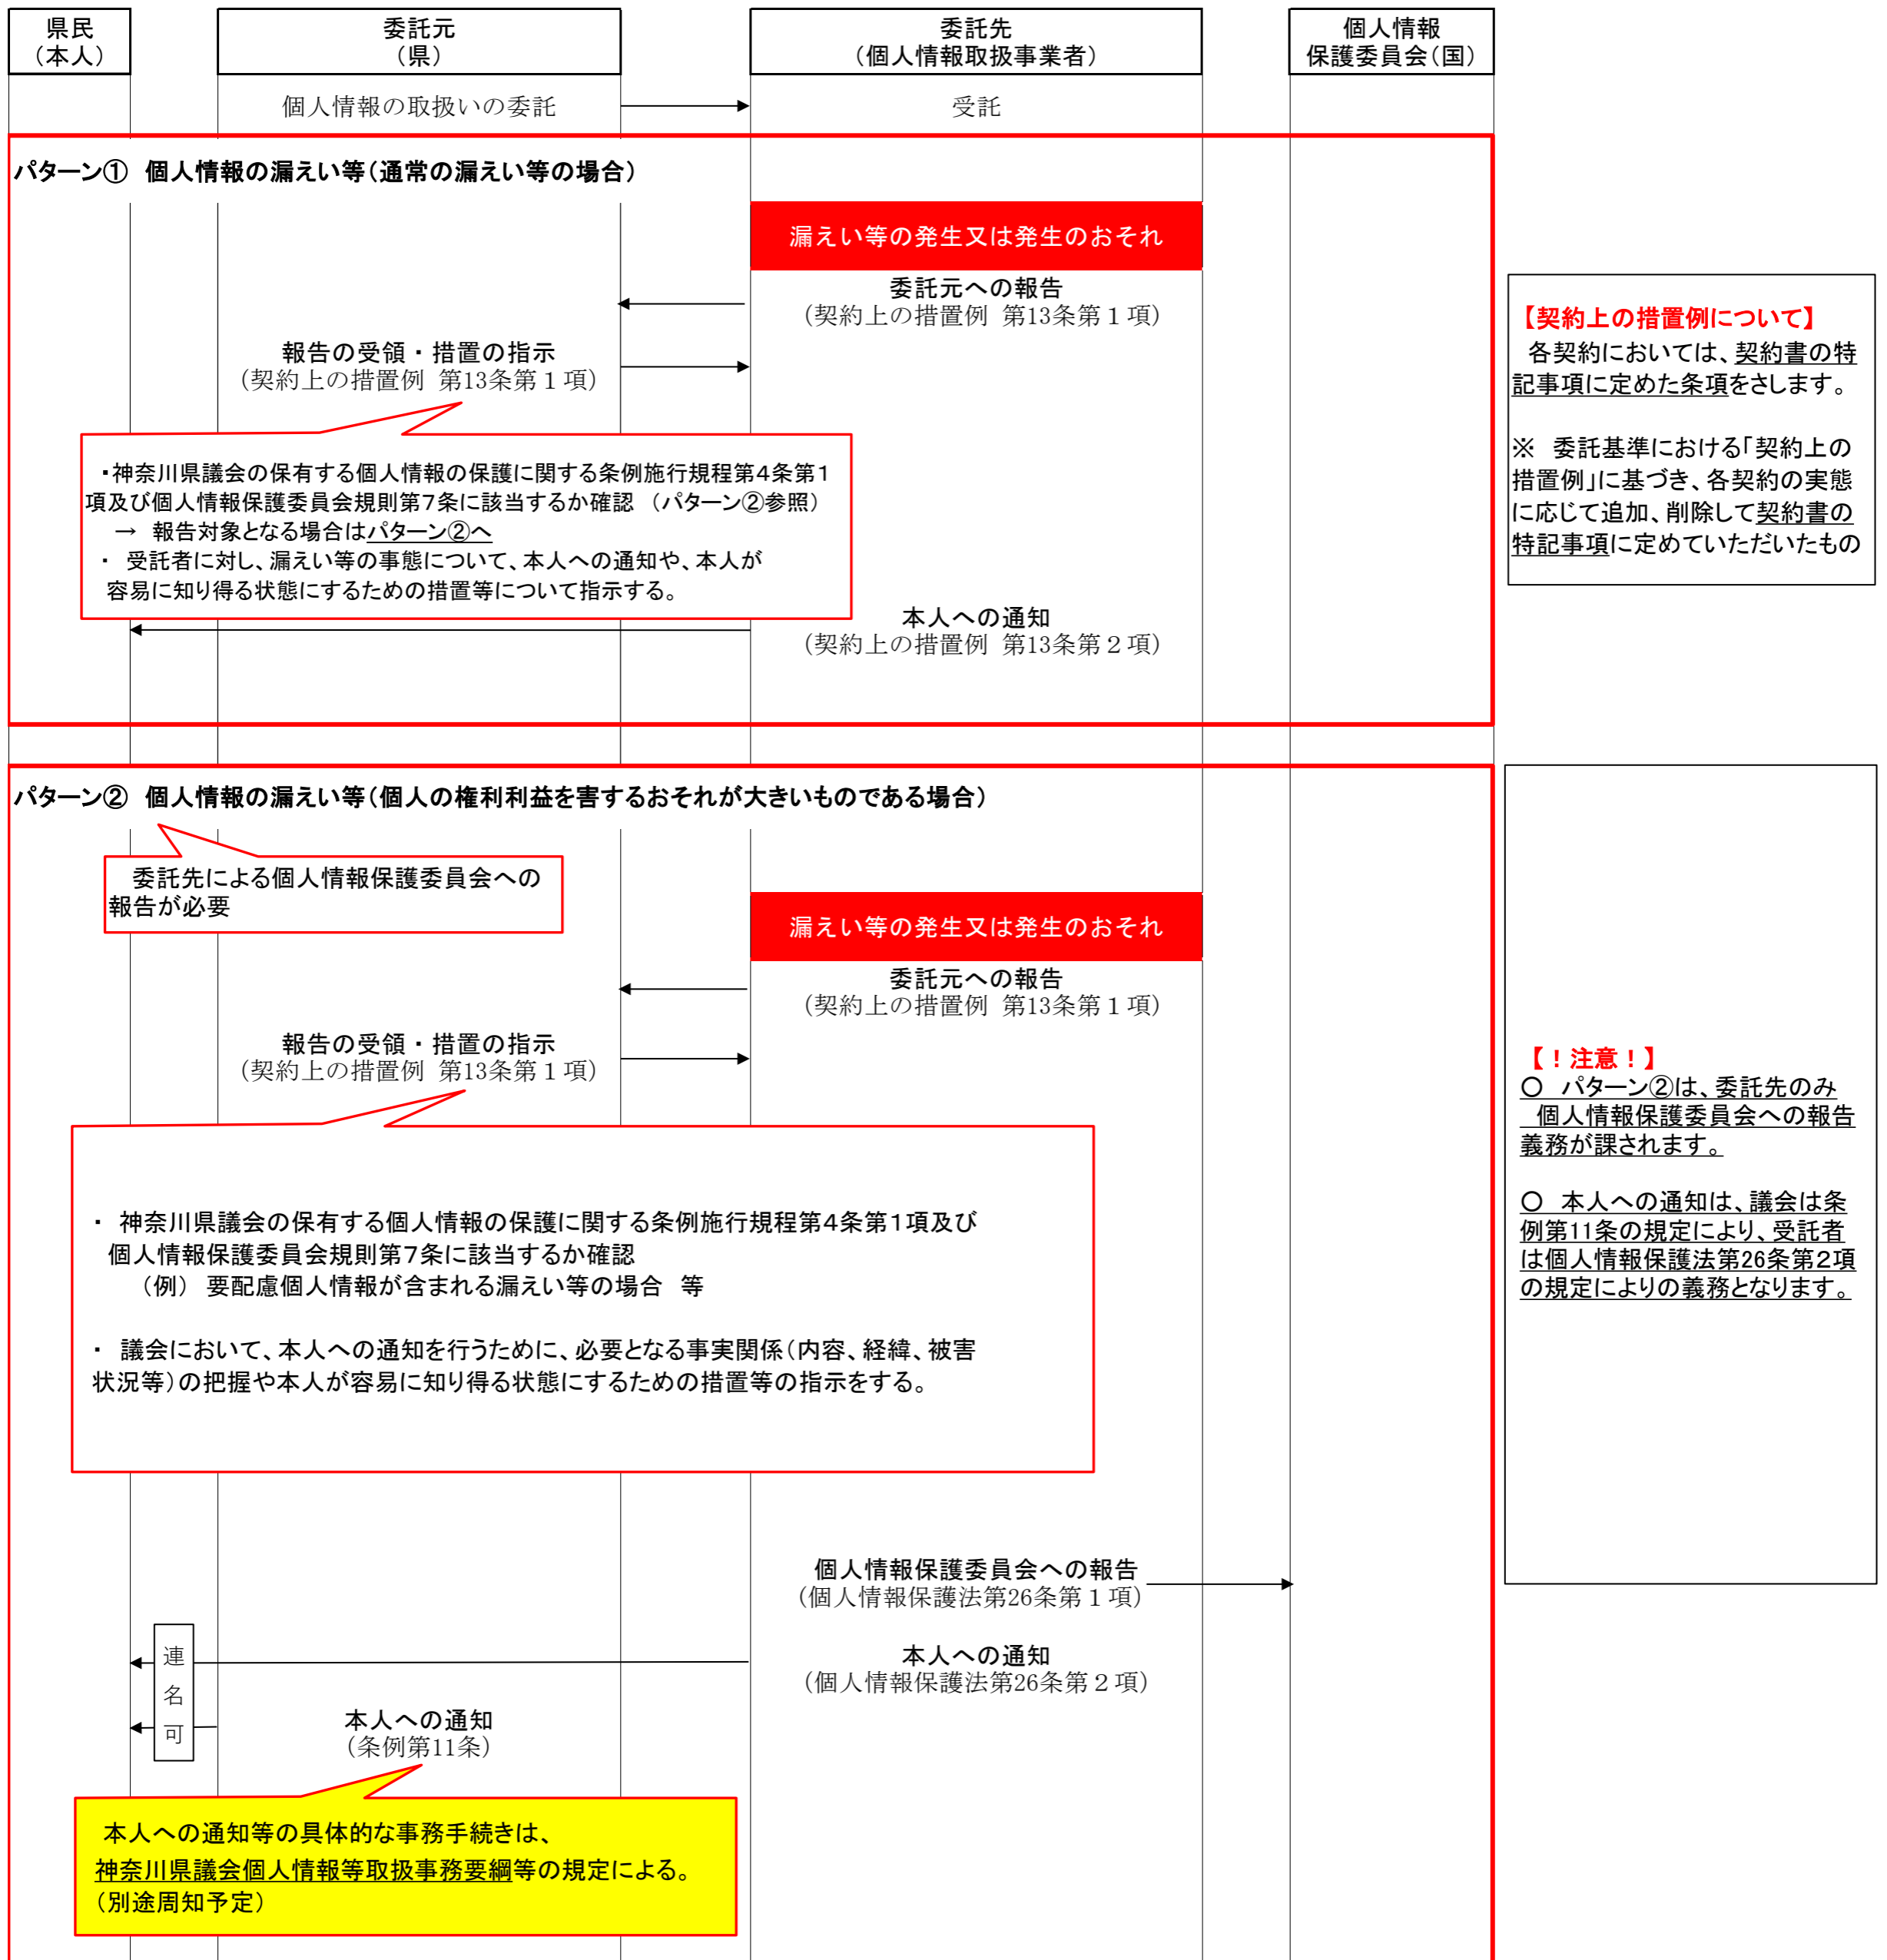 県民
（本人）
委託元
（県）
委託先
（個人情報取扱事業者）
個人情報
保護委員会（国）
個人情報の取扱いの委託
受託
パターン① 個人情報の漏えい等（通常の漏えい等の場合）
漏えい等の発生又は発生のおそれ
委託元への報告
（契約上の措置例 第13条第１項）
報告の受領・措置の指示
（契約上の措置例 第13条第１項）
・神奈川県議会の保有する個人情報の保護に関する条例施行規程第４条第１
項及び個人情報保護委員会規則第７条に該当するか確認 （パターン②参照）
→ 報告対象となる場合はパターン②へ
・ 受託者に対し、漏えい等の事態について、本人への通知や、本人が
容易に知り得る状態にするための措置等について指示する。
本人への通知
（契約上の措置例 第13条第２項）
【契約上の措置例について】
各契約においては、契約書の特
記事項に定めた条項をさします。
※ 委託基準における「契約上の
措置例」に基づき、各契約の実態
に応じて追加、削除して契約書の
特記事項に定めていただいたもの
パターン② 個人情報の漏えい等（個人の権利利益を害するおそれが大きいものである場合）
委託先による個人情報保護委員会への
報告が必要
漏えい等の発生又は発生のおそれ
委託元への報告
（契約上の措置例 第13条第１項）
報告の受領・措置の指示
（契約上の措置例 第13条第１項）
・ 神奈川県議会の保有する個人情報の保護に関する条例施行規程第４条第１項及び
個人情報保護委員会規則第７条に該当するか確認
（例） 要配慮個人情報が含まれる漏えい等の場合 等
・ 議会において、本人への通知を行うために、必要となる事実関係（内容、経緯、被害
状況等）の把握や本人が容易に知り得る状態にするための措置等の指示をする。
【！注意！】
○ パターン②は、委託先のみ
個人情報保護委員会への報告
義務が課されます。
○ 本人への通知は、議会は条
例第11条の規定により、受託者
は個人情報保護法第26条第２項
の規定によりの義務となります。
個人情報保護委員会への報告
（個人情報保護法第26条第１項）
連名可
本人への通知
（個人情報保護法第26条第２項）
本人への通知
（条例第11条）
本人への通知等の具体的な事務手続きは、
神奈川県議会個人情報等取扱事務要綱等の規定による。
（別途周知予定）